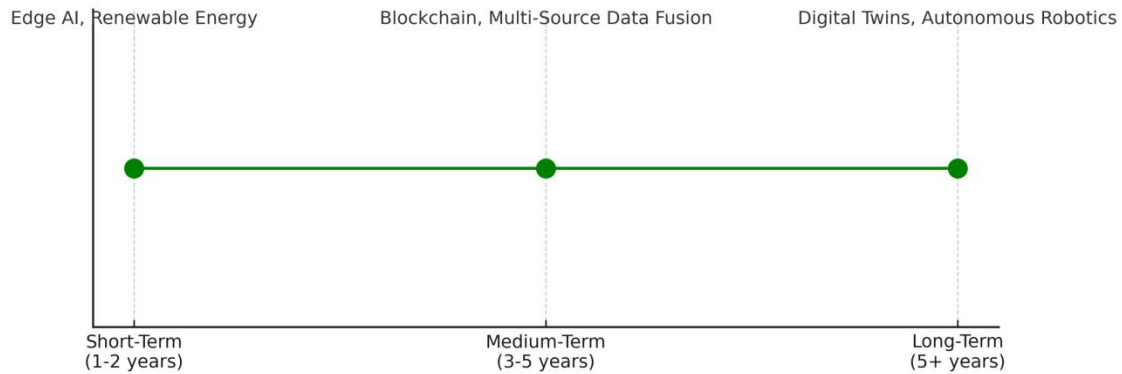 Edge AI, Renewable Energy
Blockchain, Multi-Source Data Fusion
Digital Twins, Autonomous Robotics
Short-Term
(1-2 years)
Medium-Term
(3-5 years)
Long-Term
(5+ years)